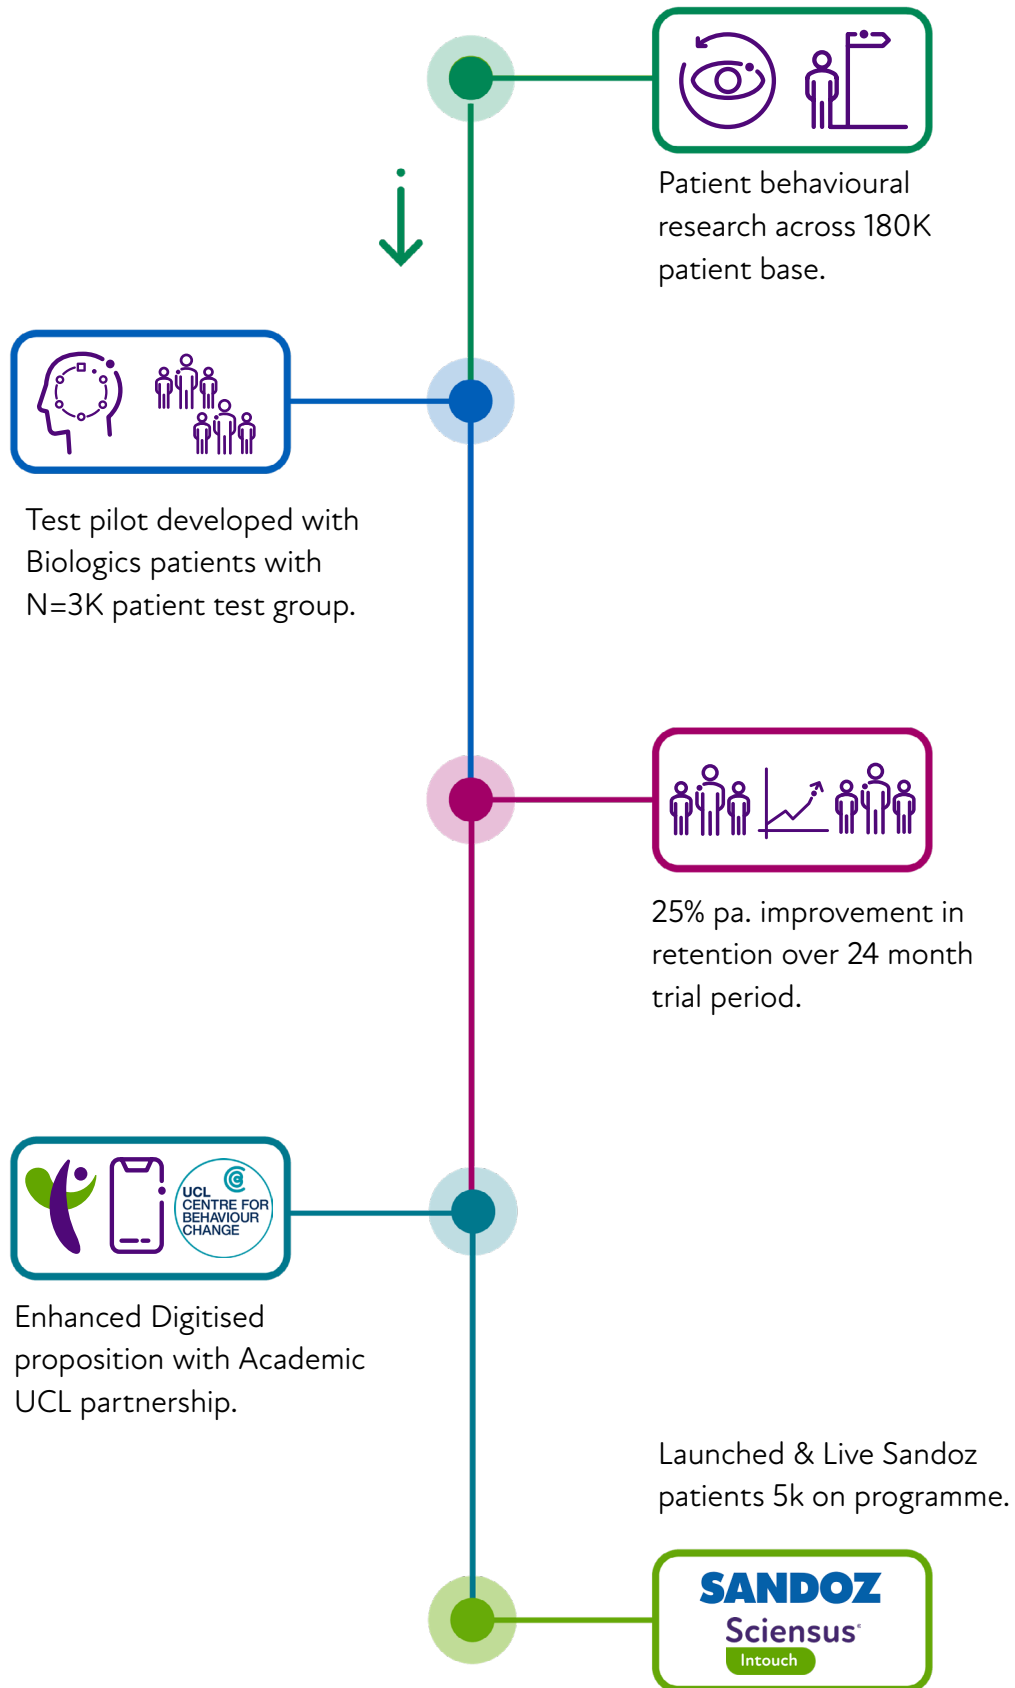 Patient behavioural
research across 180K
patient base.
Test pilot developed with
Biologics patients with
N=3K patient test group.
25% pa. improvement in
retention over 24 month
trial period.
UCL
CENTRE FOR
BEHAVIOUR
CHANGE
Enhanced Digitised
proposition with Academic
UCL partnership.
Launched & Live Sandoz
patients 5k on programme.
SANDOZ
Sciensus
Intouch